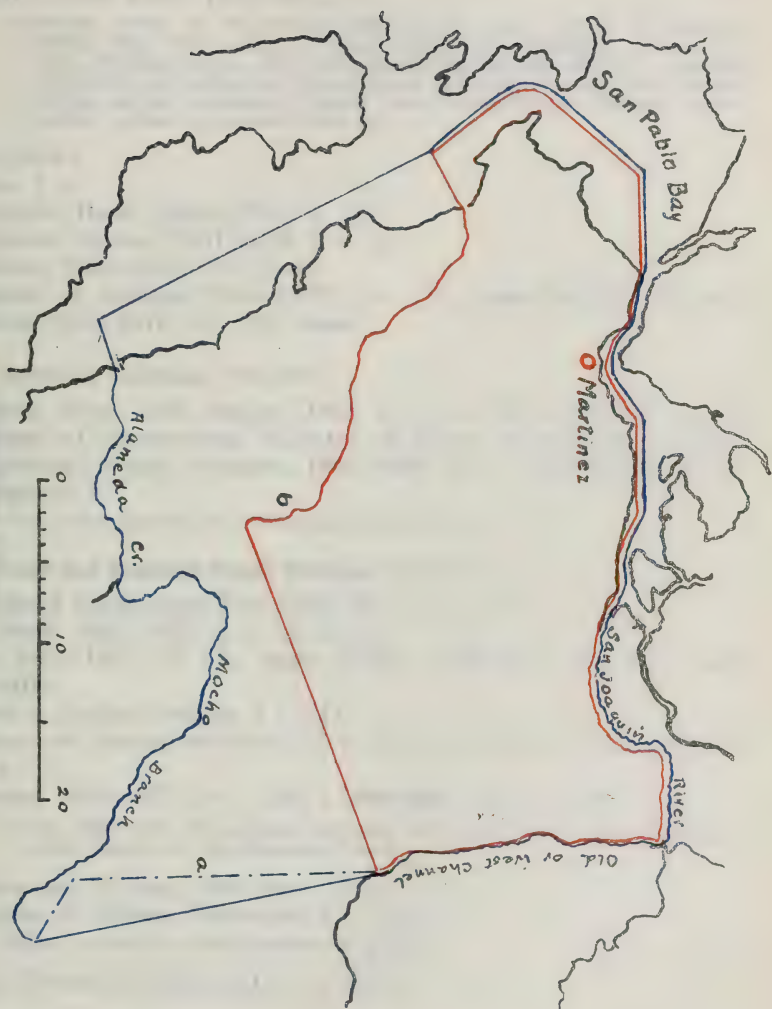 San Pablo Bay
Martinez
San Joaquin
River
Old or West Channel
Alameda Cr.
Mocho
Branch
a
b
0
10
20